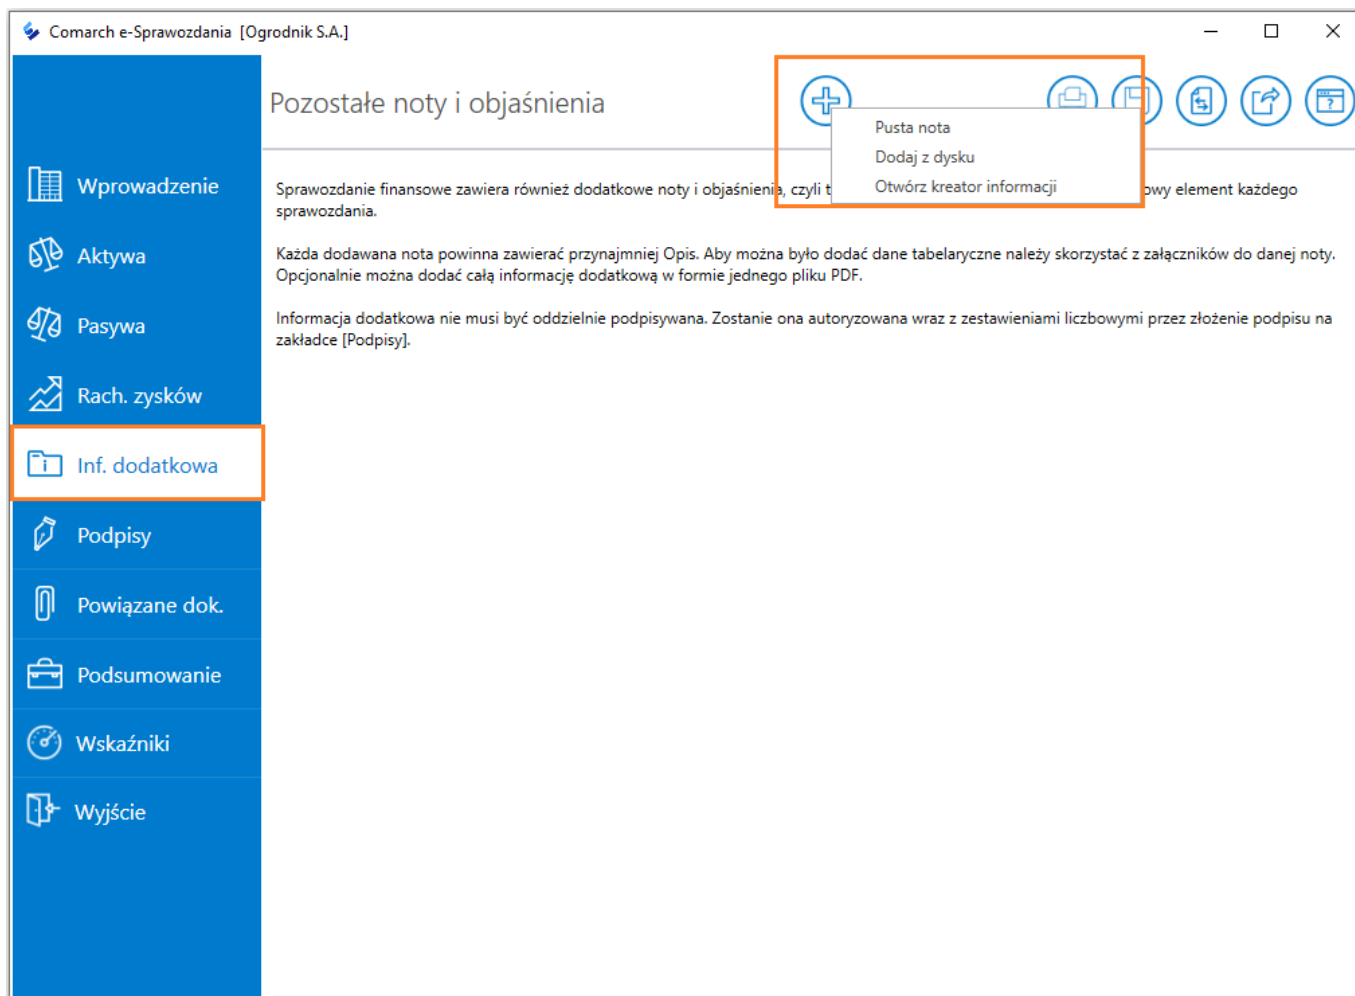 Comarch e-Sprawozdania [Ogrodnik S.A.]
Pozostałe noty i objaśnienia
Pusta nota
Dodaj z dysku
Otwórz kreator informacji
Wprowadzenie
Aktywa
Pasywa
Rach. zysków
Inf. dodatkowa
Podpisy
Powiązane dok.
Podsumowanie
Wskaźniki
Wyjście
Sprawozdanie finansowe zawiera również dodatkowe noty i objaśnienia, czyli element każdego
sprawozdania.
Każda dodawana nota powinna zawierać przynajmniej Opis. Aby można było dodać dane tabelaryczne należy skorzystać z załączników do danej noty.
Opcjonalnie można dodać całą informację dodatkową w formie jednego pliku PDF.
Informacja dodatkowa nie musi być oddzielnie podpisywana. Zostanie ona autoryzowana wraz z zestawieniami liczbowymi przez złożenie podpisu na
zakładce [Podpisy].